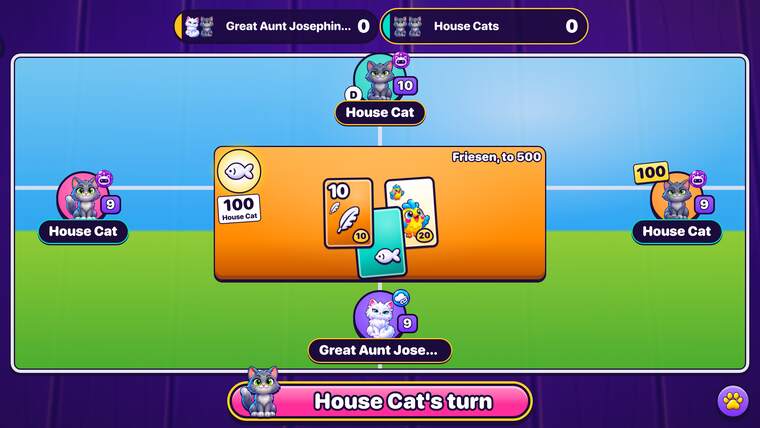 Great Aunt Josephin... 0
House Cats 0
10
D
House Cat
Friesen, to 500
100
House Cat
10
10
20
9
House Cat
100
9
House Cat
9
Great Aunt Jose...
House Cat's turn